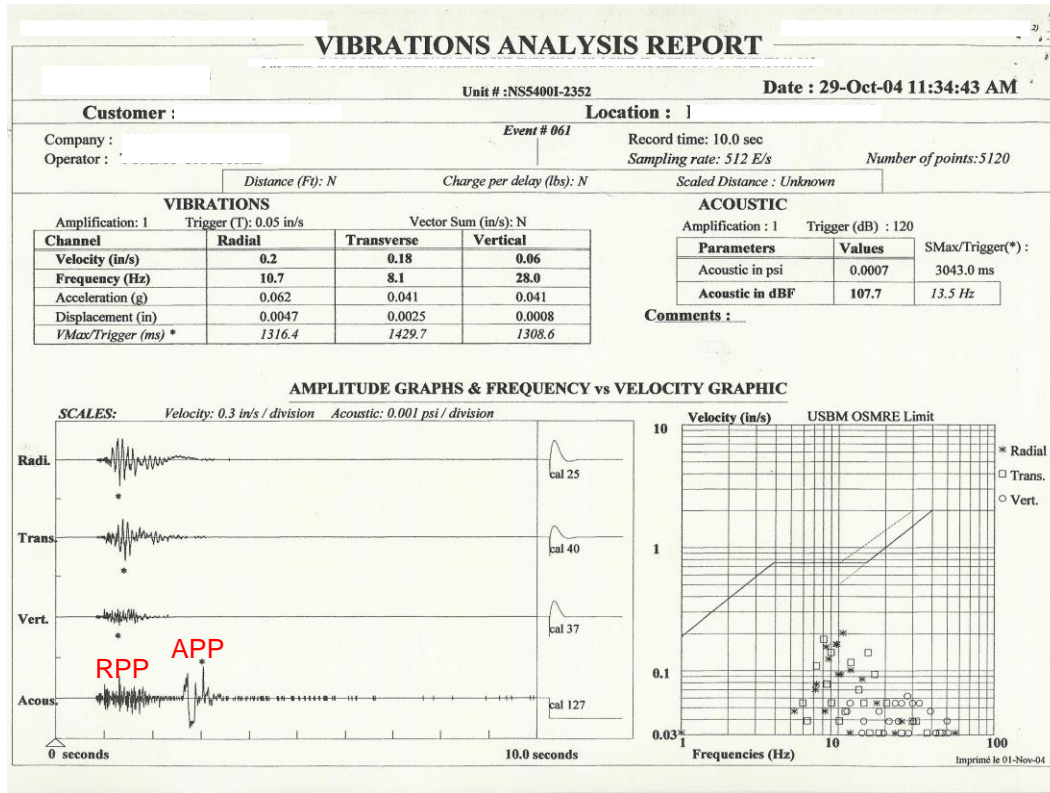 VIBRATIONS ANALYSIS REPORT
Unit # :NS5400I-2352
Date : 29-Oct-04 11:34:43 AM
Customer :
Location :
Company :
Event # 061
Record time: 10.0 sec
Operator :
Sampling rate: 512 E/s
Number of points:5120
Distance (Ft): N
Charge per delay (lbs): N
Scaled Distance : Unknown
VIBRATIONS
Amplification: 1 Trigger (T): 0.05 in/s Vector Sum (in/s): N
Channel Radial Transverse Vertical
Velocity (in/s) 0.2 0.18 0.06
Frequency (Hz) 10.7 8.1 28.0
Acceleration (g) 0.062 0.041 0.041
Displacement (in) 0.0047 0.0025 0.0008
VMax/Trigger (ms) * 1316.4 1429.7 1308.6
ACOUSTIC
Amplification : 1 Trigger (dB) : 120
Parameters Values SMax/Trigger(*) :
Acoustic in psi 0.0007 3043.0 ms
Acoustic in dBF 107.7 13.5 Hz
Comments :
AMPLITUDE GRAPHS & FREQUENCY vs VELOCITY GRAPHIC
SCALES: Velocity: 0.3 in/s / division Acoustic: 0.001 psi / division
Radi.
cal 25
*
Trans.
cal 40
*
Vert.
cal 37
*
RPP
APP
*
Acous.
cal 127
0 seconds
10.0 seconds
Velocity (in/s)
USBM OSMRE Limit
10
* Radial
□ Trans.
○ Vert.
1
0.1
0.03
1
10
100
Frequencies (Hz)
Imprimé le 01-Nov-04